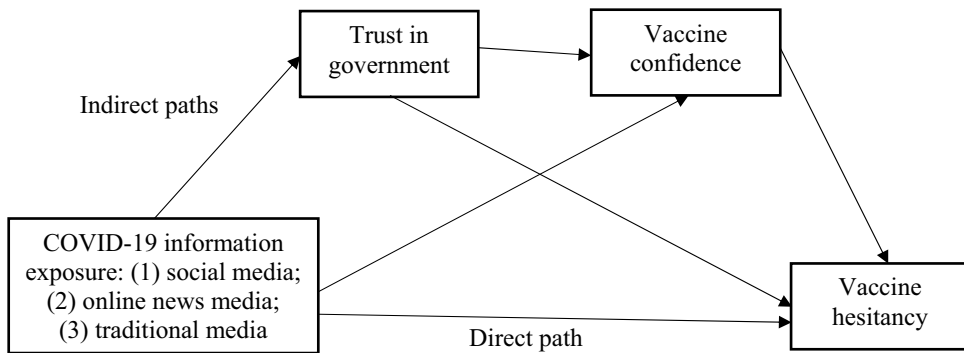 Trust in
government
Vaccine
confidence
Indirect paths
COVID-19 information
exposure: (1) social media;
(2) online news media;
(3) traditional media
Vaccine
hesitancy
Direct path